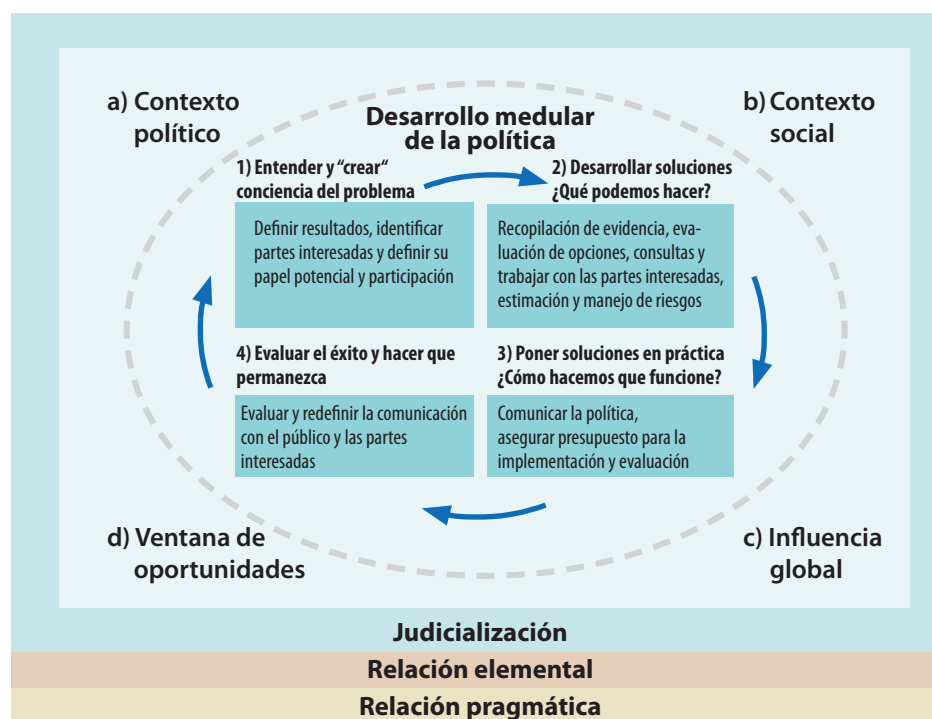 a) Contexto
político
b) Contexto
social
Desarrollo medular
de la política
1) Entender y “crear“
conciencia del problema
Definir resultados, identificar
partes interesadas y definir su
papel potencial y participación
2) Desarrollar soluciones
¿Qué podemos hacer?
Recopilación de evidencia, eva-
luación de opciones, consultas y
trabajar con las partes interesadas,
estimación y manejo de riesgos
4) Evaluar el éxito y hacer que
permanezca
Evaluar y redefinir la comunicación
con el público y las partes
interesadas
3) Poner soluciones en práctica
¿Cómo hacemos que funcione?
Comunicar la política,
asegurar presupuesto para la
implementación y evaluación
d) Ventana de
oportunidades
c) Influencia
global
Judicialización
Relación elemental
Relación pragmática